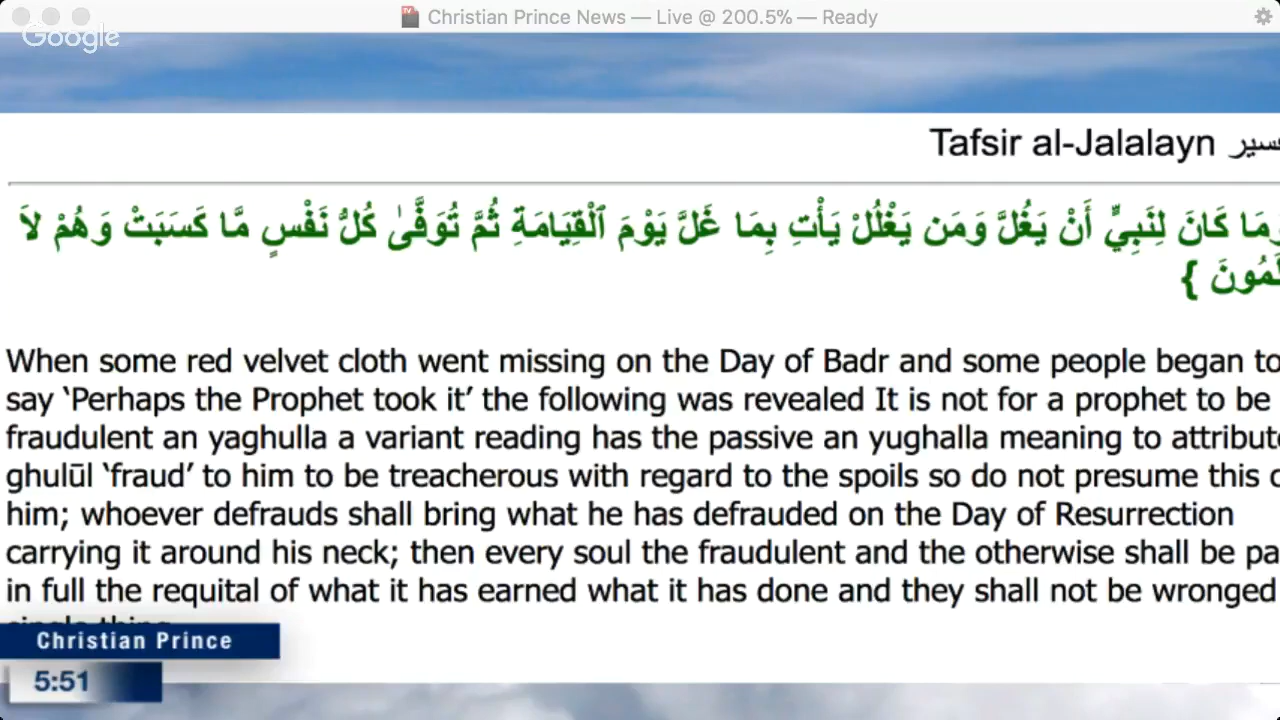 Christian Prince News — Live @ 200.5% — Ready
Google
Tafsir al-Jalalayn
مَا كَانَ لِنَبِيٍّ أَنْ يَغُلَّ وَمَن يَغْلُلْ يَأْتِ بِمَا غَلَّ يَوْمَ ٱلْقِيَامَةِ ثُمَّ تُوَفَّىٰ كُلُّ نَفْسٍ مَّا كَسَبَتْ وَهُمْ لاَ
}
When some red velvet cloth went missing on the Day of Badr and some people began to
say ‘Perhaps the Prophet took it’ the following was revealed It is not for a prophet to be
fraudulent an yaghulla a variant reading has the passive an yughalla meaning to attribute
ghulūl ‘fraud’ to him to be treacherous with regard to the spoils so do not presume this
him; whoever defrauds shall bring what he has defrauded on the Day of Resurrection
carrying it around his neck; then every soul the fraudulent and the otherwise shall be
in full the requital of what it has earned what it has done and they shall not be wronged
Christian Prince
5:51